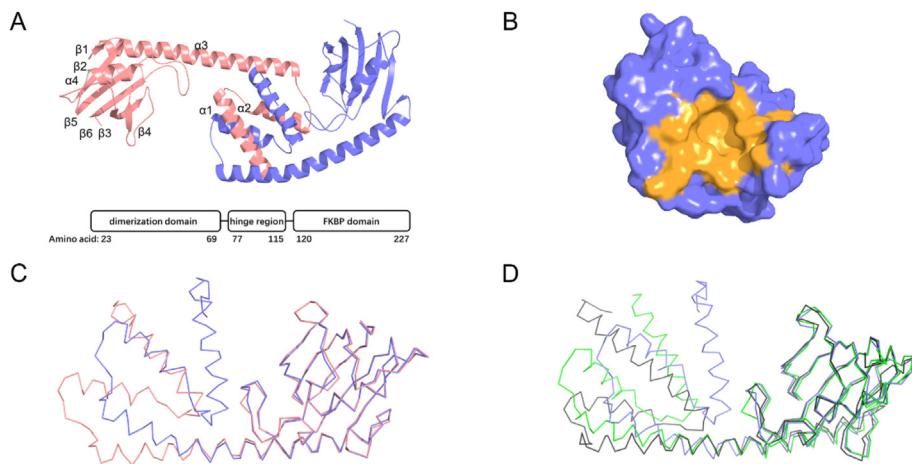 A
B
α3
β1
β2
α4
α1
α2
β5
β6 β3
β4
dimerization domain
hinge region
FKBP domain
Amino acid: 23 69 77 115 120 227
C
D